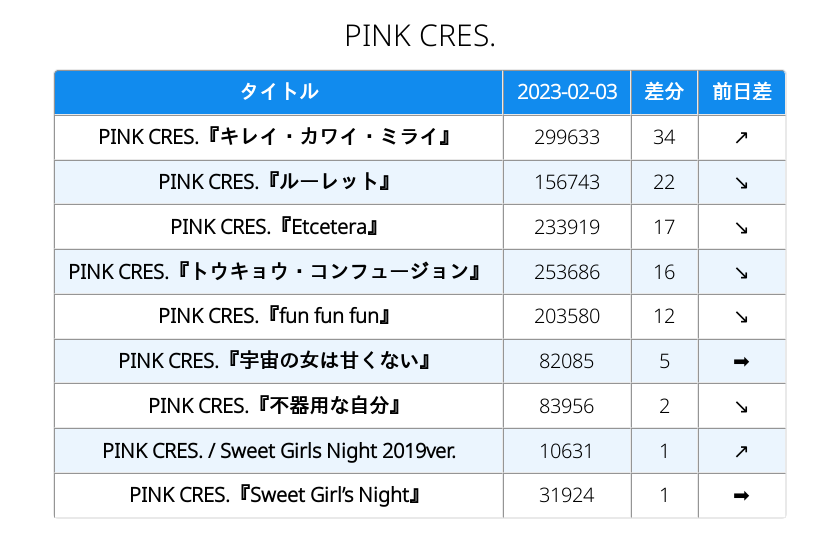 PINK CRES.
タイトル 2023-02-03 差分 前日差
PINK CRES.『キレイ・カワイ・ミライ』 299633 34 ↗
PINK CRES.『ルーレット』 156743 22 ↘
PINK CRES.『Etcetera』 233919 17 ↘
PINK CRES.『トウキョウ・コンフュージョン』 253686 16 ↘
PINK CRES.『fun fun fun』 203580 12 ↘
PINK CRES.『宇宙の女は甘くない』 82085 5 ➡
PINK CRES.『不器用な自分』 83956 2 ↘
PINK CRES. / Sweet Girls Night 2019ver. 10631 1 ↗
PINK CRES.『Sweet Girl’s Night』 31924 1 ➡